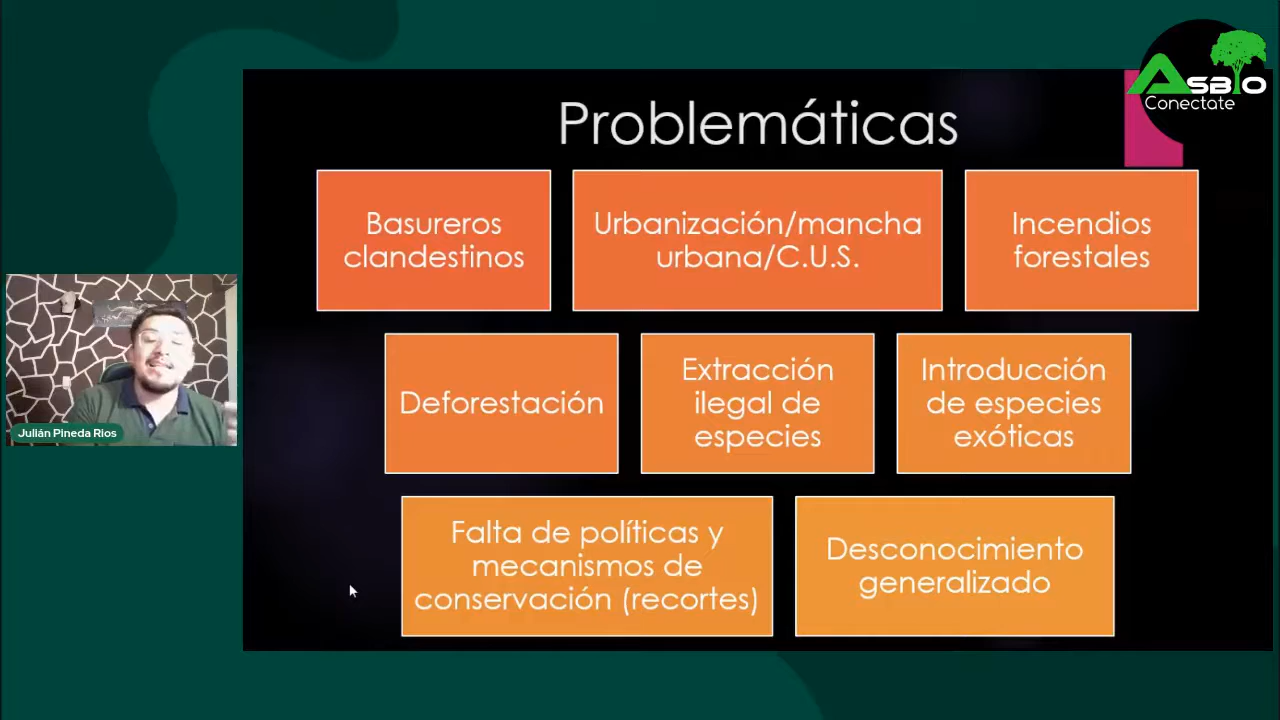 AsBio
Conectate
Problemáticas
Basureros
clandestinos
Urbanización/mancha
urbana/C.U.S.
Incendios
forestales
Deforestación
Extracción
ilegal de
especies
Introducción
de especies
exóticas
Falta de políticas y
mecanismos de
conservación (recortes)
Desconocimiento
generalizado
Julián Pineda Rios